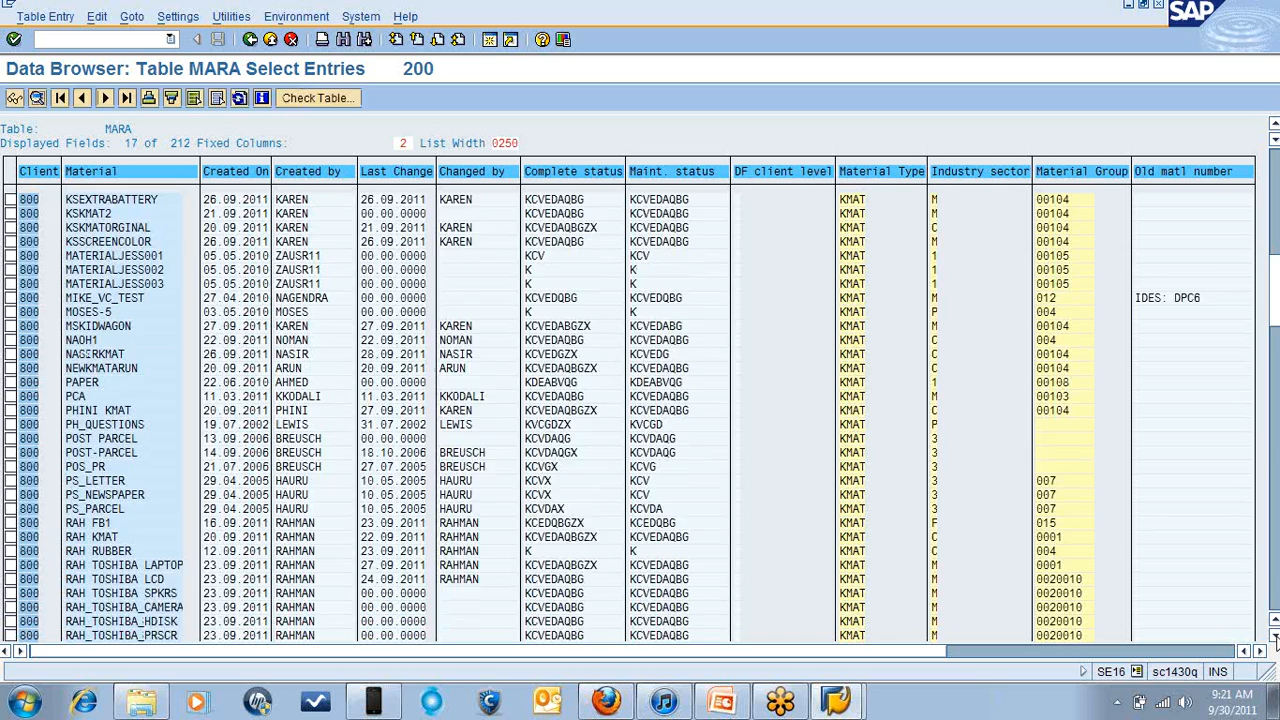 Table Entry Edit Goto Settings Utilities Environment System Help
SAP
Data Browser: Table MARA Select Entries 200
Check Table...
Table: MARA
Displayed Fields: 17 of 212 Fixed Columns: 2 List Width 0250
Client Material Created On Created by Last Change Changed by Complete status Maint. status DF client level Material Type Industry sector Material Group Old matl number
800 KSEXTRABATTERY 26.09.2011 KAREN 26.09.2011 KAREN KCVEDAQBG KCVEDAQBG KMAT M 00104
800 KSKMAT2 21.09.2011 KAREN 00.00.0000 KCVEDAQBG KCVEDAQBG KMAT M 00104
800 KSKMATORGINAL 20.09.2011 KAREN 21.09.2011 KAREN KCVEDAQBGZX KCVEDAQBG KMAT C 00104
800 KSSCREENCOLOR 26.09.2011 KAREN 26.09.2011 KAREN KCVEDAQBG KCVEDAQBG KMAT M 00104
800 MATERIALJESS001 05.05.2010 ZAUSR11 00.00.0000 KCV KCV KMAT 1 00105
800 MATERIALJESS002 05.05.2010 ZAUSR11 00.00.0000 K K KMAT 1 00105
800 MATERIALJESS003 05.05.2010 ZAUSR11 00.00.0000 K K KMAT 1 00105
800 MIKE_VC_TEST 27.04.2010 NAGENDRA 00.00.0000 KCVEDQBG KCVEDQBG KMAT M 012 IDES: DPC6
800 MOSES-5 03.05.2010 MOSES 00.00.0000 K K KMAT P 004
800 MSKIDWAGON 27.09.2011 KAREN 27.09.2011 KAREN KCVEDABGZX KCVEDABG KMAT M 00104
800 NAOH1 22.09.2011 NOMAN 22.09.2011 NOMAN KCVEDAQBG KCVEDAQBG KMAT C 004
800 NASERKMAT 26.09.2011 NASIR 28.09.2011 NASIR KCVEDGZX KCVEDG KMAT C 00104
800 NEWKMATARUN 20.09.2011 ARUN 20.09.2011 ARUN KCVEDAQBGZX KCVEDAQBG KMAT C 00104
800 PAPER 22.06.2010 AHMED 00.00.0000 KDEABVQG KDEABVQG KMAT 1 00108
800 PCA 11.03.2011 KKODALI 11.03.2011 KKODALI KCVEDAQBG KCVEDAQBG KMAT M 00103
800 PHINI KMAT 20.09.2011 PHINI 27.09.2011 KAREN KCVEDAQBGZX KCVEDAQBG KMAT C 00104
800 PH_QUESTIONS 19.07.2002 LEWIS 31.07.2002 LEWIS KVCGDZX KVCGD KMAT P
800 POST PARCEL 13.09.2006 BREUSCH 00.00.0000 KCVDAQG KCVDAQG KMAT 3
800 POST-PARCEL 14.09.2006 BREUSCH 18.10.2006 BREUSCH KCVDAQGX KCVDAQG KMAT 3
800 POS_PR 21.07.2006 BREUSCH 27.07.2005 BREUSCH KCVGX KCVG KMAT 3
800 PS_LETTER 29.04.2005 HAURU 10.05.2005 HAURU KCVX KCV KMAT 3 007
800 PS_NEWSPAPER 29.04.2005 HAURU 10.05.2005 HAURU KCVX KCV KMAT 3 007
800 PS_PARCEL 29.04.2005 HAURU 10.05.2005 HAURU KCVDAX KCVDA KMAT 3 007
800 RAH FB1 16.09.2011 RAHMAN 23.09.2011 RAHMAN KCEDQBGZX KCEDQBG KMAT F 015
800 RAH KMAT 20.09.2011 RAHMAN 22.09.2011 RAHMAN KCVEDAQBGZX KCVEDAQBG KMAT C 0001
800 RAH RUBBER 12.09.2011 RAHMAN 23.09.2011 RAHMAN K K KMAT C 004
800 RAH TOSHIBA LAPTOP 23.09.2011 RAHMAN 27.09.2011 RAHMAN KCVEDAQBGZX KCVEDAQBG KMAT M 0001
800 RAH TOSHIBA LCD 23.09.2011 RAHMAN 24.09.2011 RAHMAN KCVEDAQBG KCVEDAQBG KMAT M 0020010
800 RAH TOSHIBA SPKRS 23.09.2011 RAHMAN 00.00.0000 KCVEDAQBG KCVEDAQBG KMAT M 0020010
800 RAH_TOSHIBA_CAMERA 23.09.2011 RAHMAN 00.00.0000 KCVEDAQBG KCVEDAQBG KMAT M 0020010
800 RAH_TOSHIBA_HDISK 23.09.2011 RAHMAN 00.00.0000 KCVEDAQBG KCVEDAQBG KMAT M 0020010
800 RAH_TOSHIBA_PRSCR 23.09.2011 RAHMAN 00.00.0000 KCVEDAQBG KCVEDAQBG KMAT M 0020010
SE16 sc1430q INS
9:21 AM
9/30/2011